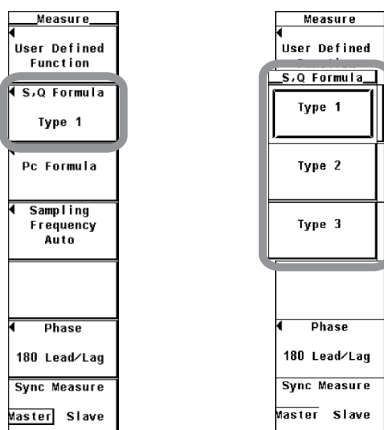 Measure
User Defined
Function
S,Q Formula
Type 1
Pc Formula
Sampling
Frequency
Auto
Phase
180 Lead/Lag
Sync Measure
Master Slave
Measure
User Defined
S,Q Formula
Type 1
Type 2
Type 3
Phase
180 Lead/Lag
Sync Measure
Master Slave